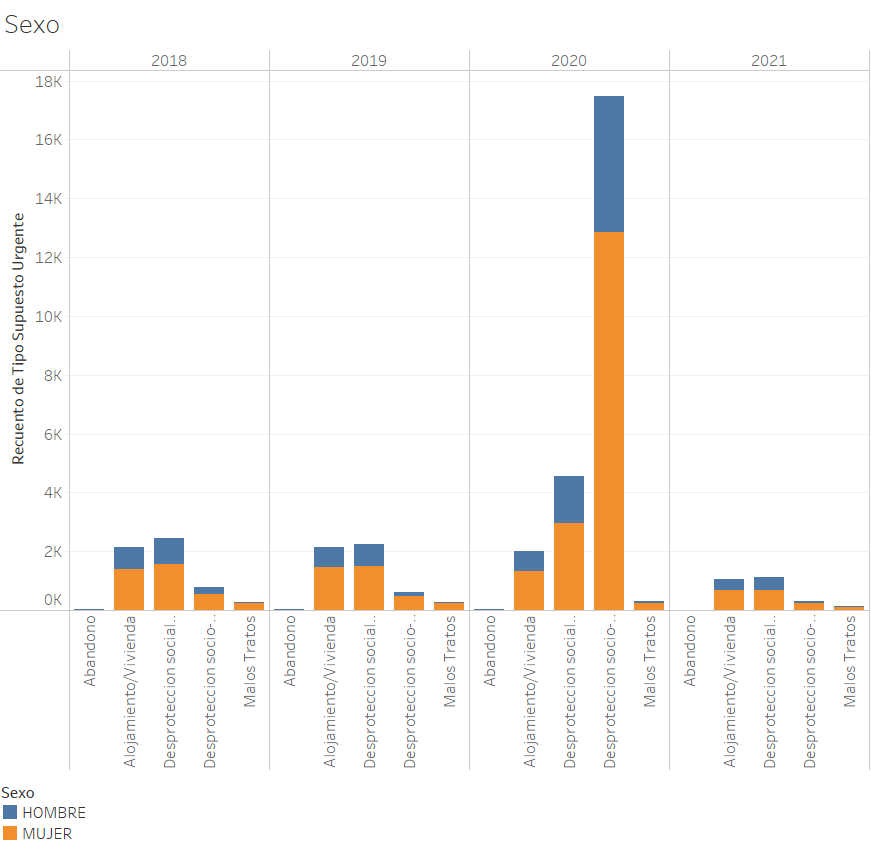 Sexo
2018 2019 2020 2021
18K
16K
14K
12K
10K
8K
6K
4K
2K
0K
Recuento de Tipo Supuesto Urgente
Abandono
Alojamiento/Vivienda
Desproteccion social..
Desproteccion socio-..
Malos Tratos
Abandono
Alojamiento/Vivienda
Desproteccion social..
Desproteccion socio-..
Malos Tratos
Abandono
Alojamiento/Vivienda
Desproteccion social..
Desproteccion socio-..
Malos Tratos
Abandono
Alojamiento/Vivienda
Desproteccion social..
Desproteccion socio-..
Malos Tratos
Sexo
HOMBRE
MUJER